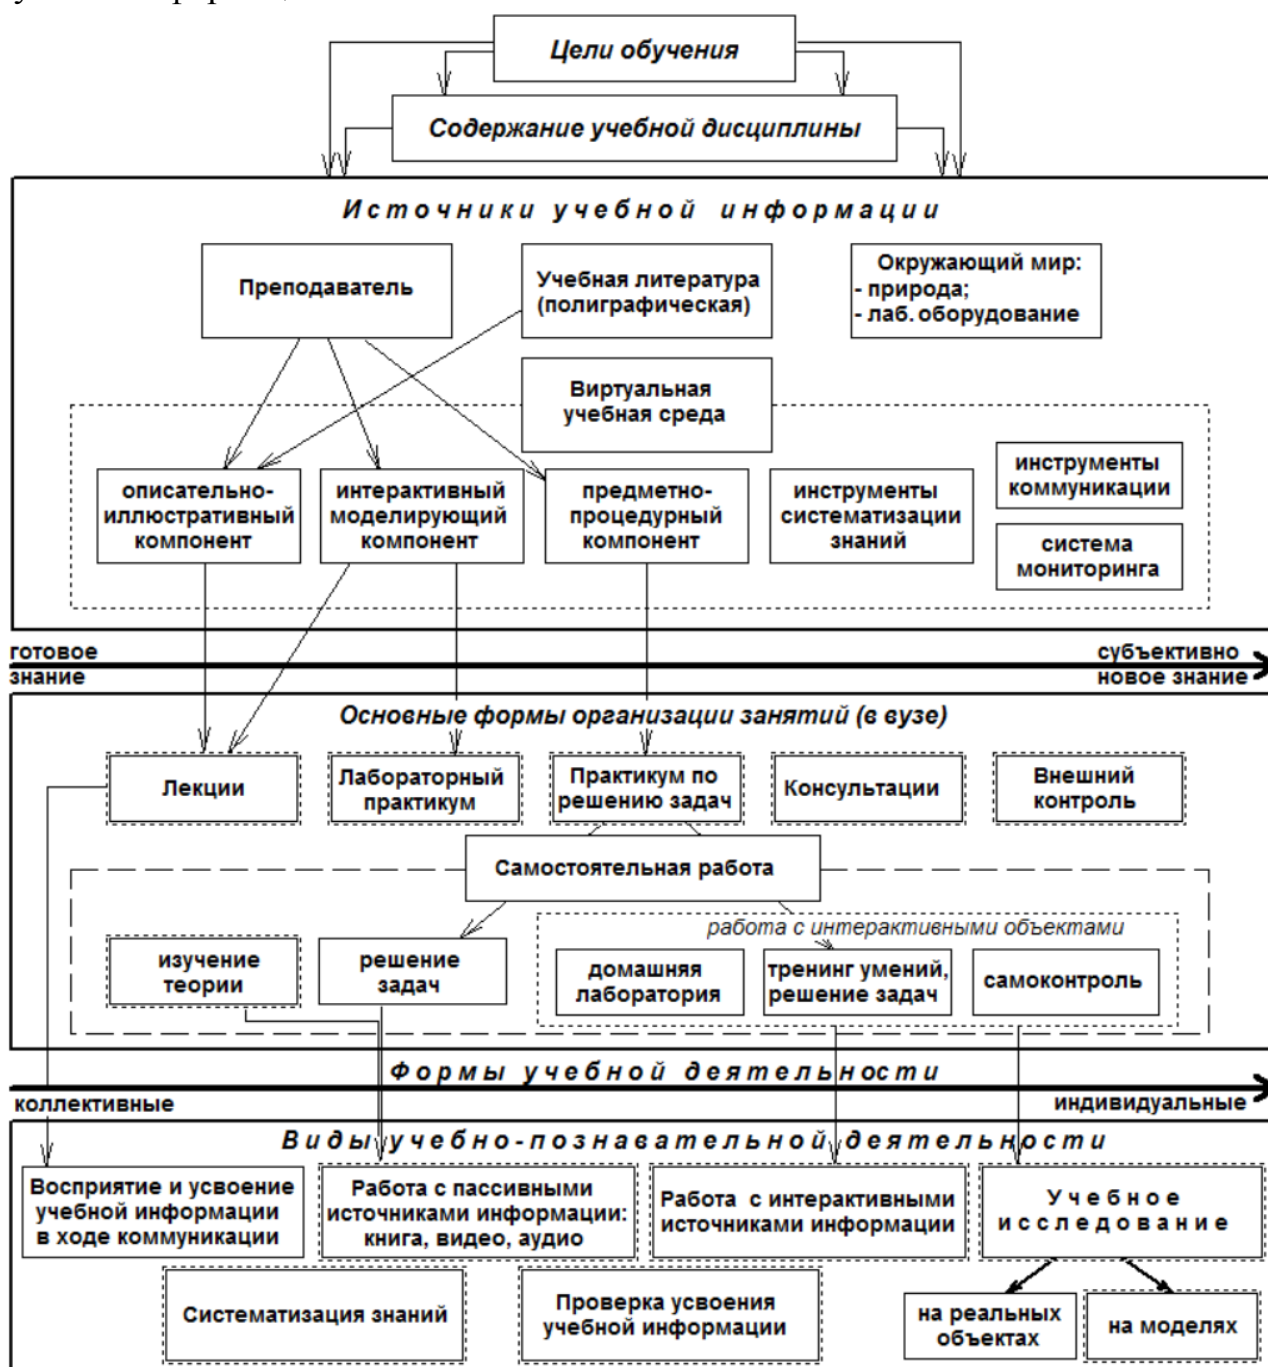 Цели обучения
Содержание учебной дисциплины
Источники учебной информации
Преподаватель
Учебная литература
(полиграфическая)
Окружающий мир:
- природа;
- лаб. оборудование
Виртуальная
учебная среда
описательно-
иллюстративный
компонент
интерактивный
моделирующий
компонент
предметно-
процедурный
компонент
инструменты
систематизации
знаний
инструменты
коммуникации
система
мониторинга
готовое
знание
субъективно
новое знание
Основные формы организации занятий (в вузе)
Лекции
Лабораторный
практикум
Практикум по
решению задач
Консультации
Внешний
контроль
Самостоятельная работа
работа с интерактивными объектами
изучение
теории
решение
задач
домашняя
лаборатория
тренинг умений,
решение задач
самоконтроль
Формы учебной деятельности
коллективные
индивидуальные
Виды учебно-познавательной деятельности
Восприятие и усвоение
учебной информации
в ходе коммуникации
Работа с пассивными
источниками информации:
книга, видео, аудио
Работа с интерактивными
источниками информации
Учебное
исследование
Систематизация знаний
Проверка усвоения
учебной информации
на реальных
объектах
на моделях